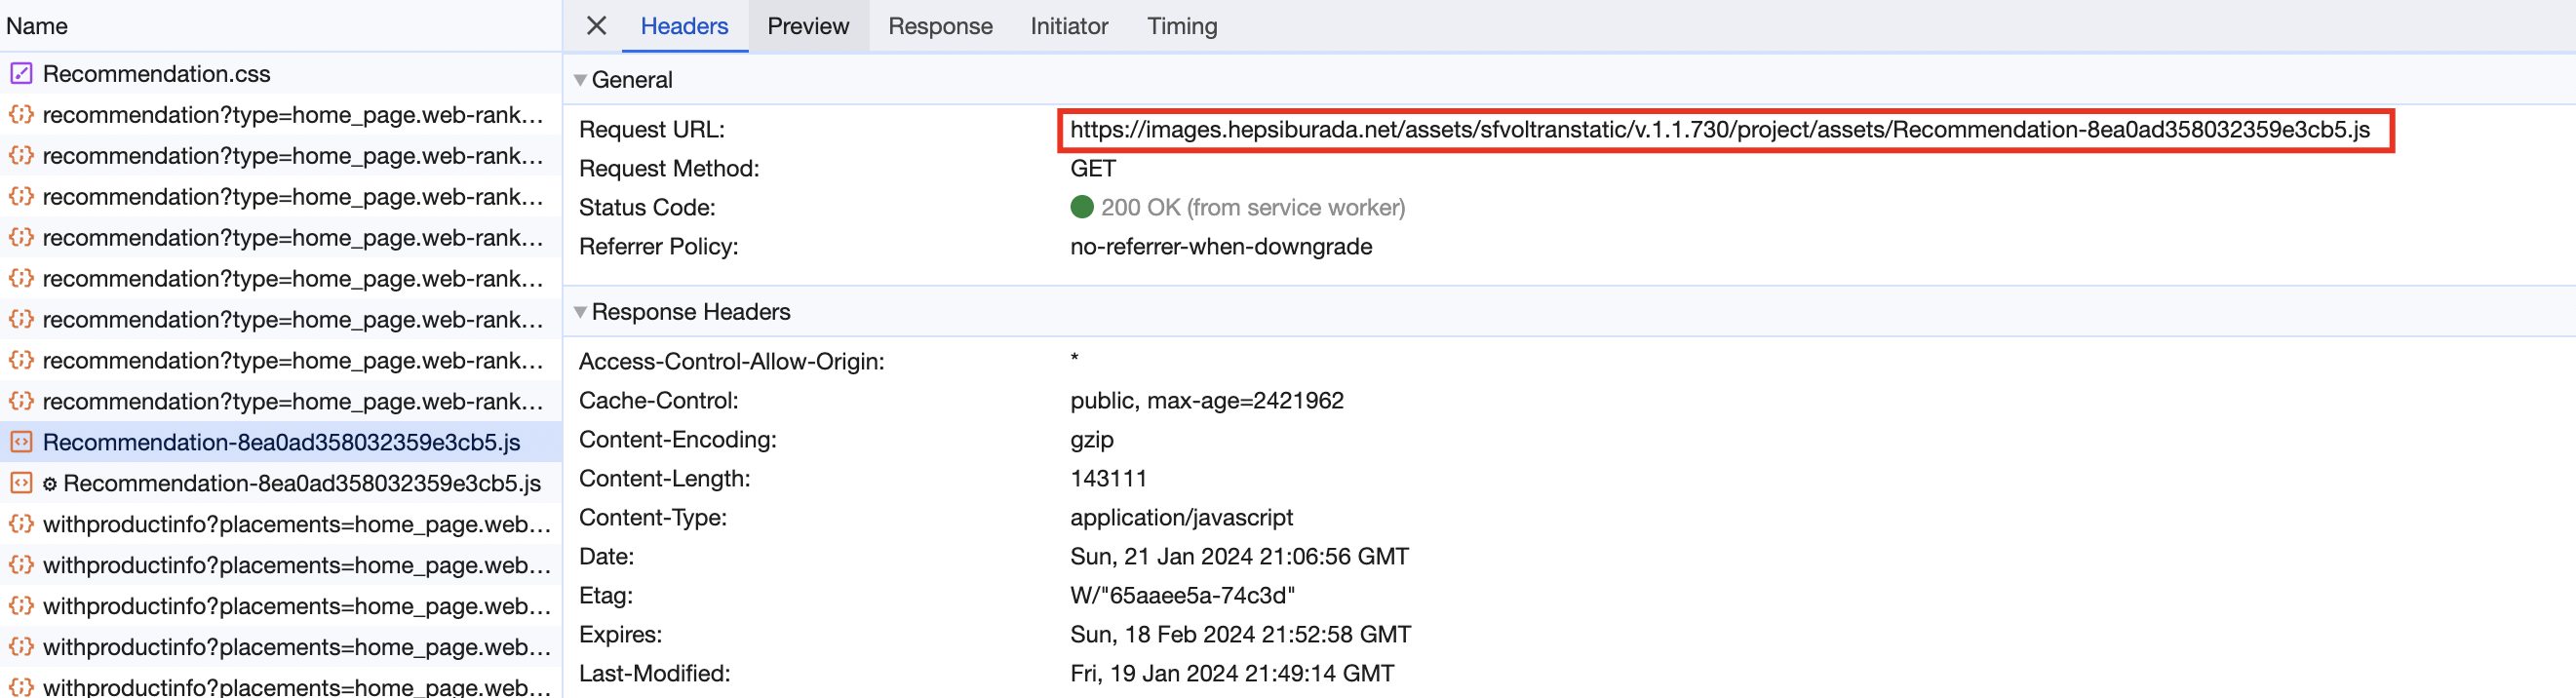 Name
Recommendation.css
recommendation?type=home_page.web-rank...
recommendation?type=home_page.web-rank...
recommendation?type=home_page.web-rank...
recommendation?type=home_page.web-rank...
recommendation?type=home_page.web-rank...
recommendation?type=home_page.web-rank...
recommendation?type=home_page.web-rank...
recommendation?type=home_page.web-rank...
Recommendation-8ea0ad358032359e3cb5.js
Recommendation-8ea0ad358032359e3cb5.js
withproductinfo?placements=home_page.web...
withproductinfo?placements=home_page.web...
withproductinfo?placements=home_page.web...
withproductinfo?placements=home_page.web...
withproductinfo?placements=home_page.web...
Headers Preview Response Initiator Timing
General
Request URL: https://images.hepsiburada.net/assets/sfvoltranstatic/v.1.1.730/project/assets/Recommendation-8ea0ad358032359e3cb5.js
Request Method: GET
Status Code: 200 OK (from service worker)
Referrer Policy: no-referrer-when-downgrade
Response Headers
Access-Control-Allow-Origin: *
Cache-Control: public, max-age=2421962
Content-Encoding: gzip
Content-Length: 143111
Content-Type: application/javascript
Date: Sun, 21 Jan 2024 21:06:56 GMT
Etag: W/"65aaee5a-74c3d"
Expires: Sun, 18 Feb 2024 21:52:58 GMT
Last-Modified: Fri, 19 Jan 2024 21:49:14 GMT